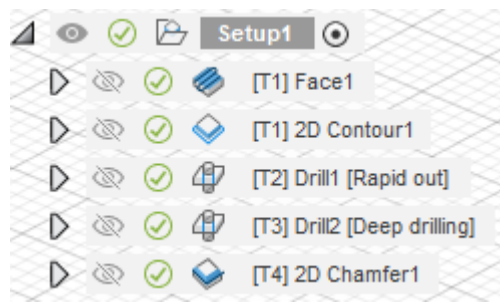 Setup1
[T1] Face1
[T1] 2D Contour1
[T2] Drill1 [Rapid out]
[T3] Drill2 [Deep drilling]
[T4] 2D Chamfer1